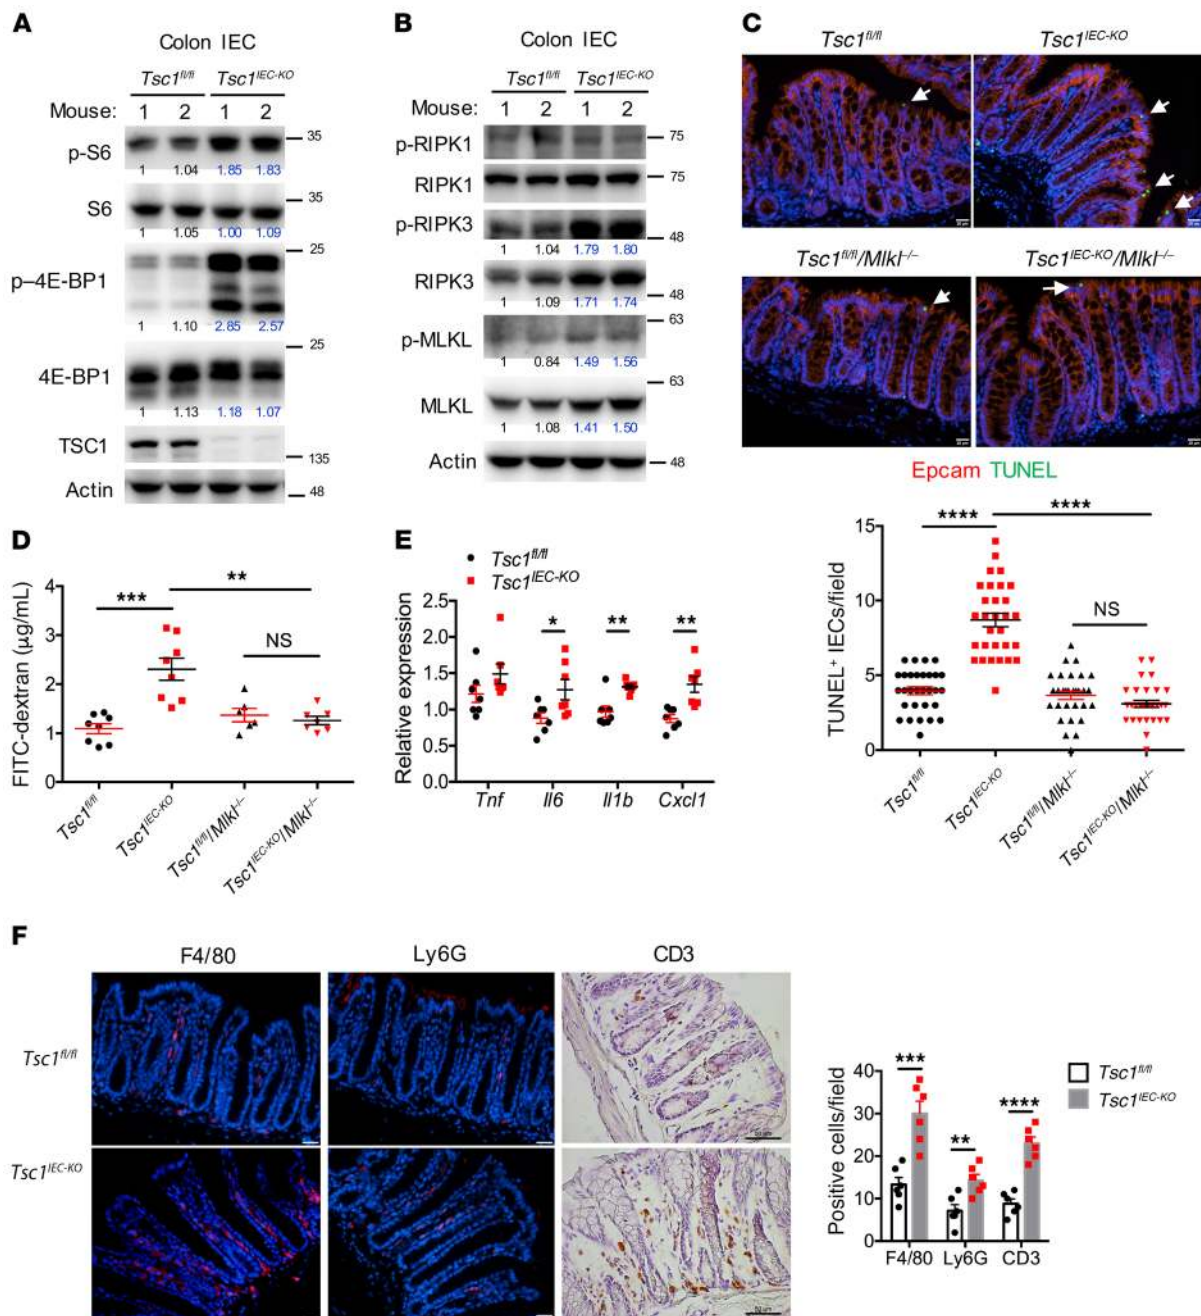 A
Colon IEC
Tsc1fl/fl Tsc1IEC-KO
Mouse: 1 2 1 2
p-S6
35
1 1.04 1.85 1.83
S6
35
1 1.05 1.00 1.09
p–4E-BP1
25
1 1.10 2.85 2.57
4E-BP1
25
1 1.13 1.18 1.07
TSC1
135
Actin
48
B
Colon IEC
Tsc1fl/fl Tsc1IEC-KO
Mouse: 1 2 1 2
p-RIPK1
75
RIPK1
75
p-RIPK3
48
1 1.04 1.79 1.80
RIPK3
48
1 1.09 1.71 1.74
p-MLKL
63
1 0.84 1.49 1.56
MLKL
63
1 1.08 1.41 1.50
Actin
48
C
Tsc1fl/fl Tsc1IEC-KO
Tsc1fl/fl/Mlkl–/– Tsc1IEC-KO/Mlkl–/–
Epcam TUNEL
TUNEL+ IECs/field
15
10
5
0
****
****
NS
Tsc1fl/fl
Tsc1IEC-KO
Tsc1fl/fl/Mlkl–/–
Tsc1IEC-KO/Mlkl–/–
D
FITC-dextran (μg/mL)
4
3
2
1
0
***
**
NS
Tsc1fl/fl
Tsc1IEC-KO
Tsc1fl/fl/Mlkl–/–
Tsc1IEC-KO/Mlkl–/–
E
Tsc1fl/fl
Tsc1IEC-KO
Relative expression
2.5
2.0
1.5
1.0
0.5
0.0
*
**
**
Tnf Il6 Il1b Cxcl1
F
F4/80 Ly6G CD3
Tsc1fl/fl
Tsc1IEC-KO
Positive cells/field
40
30
20
10
0
***
**
****
F4/80 Ly6G CD3
Tsc1fl/fl
Tsc1IEC-KO